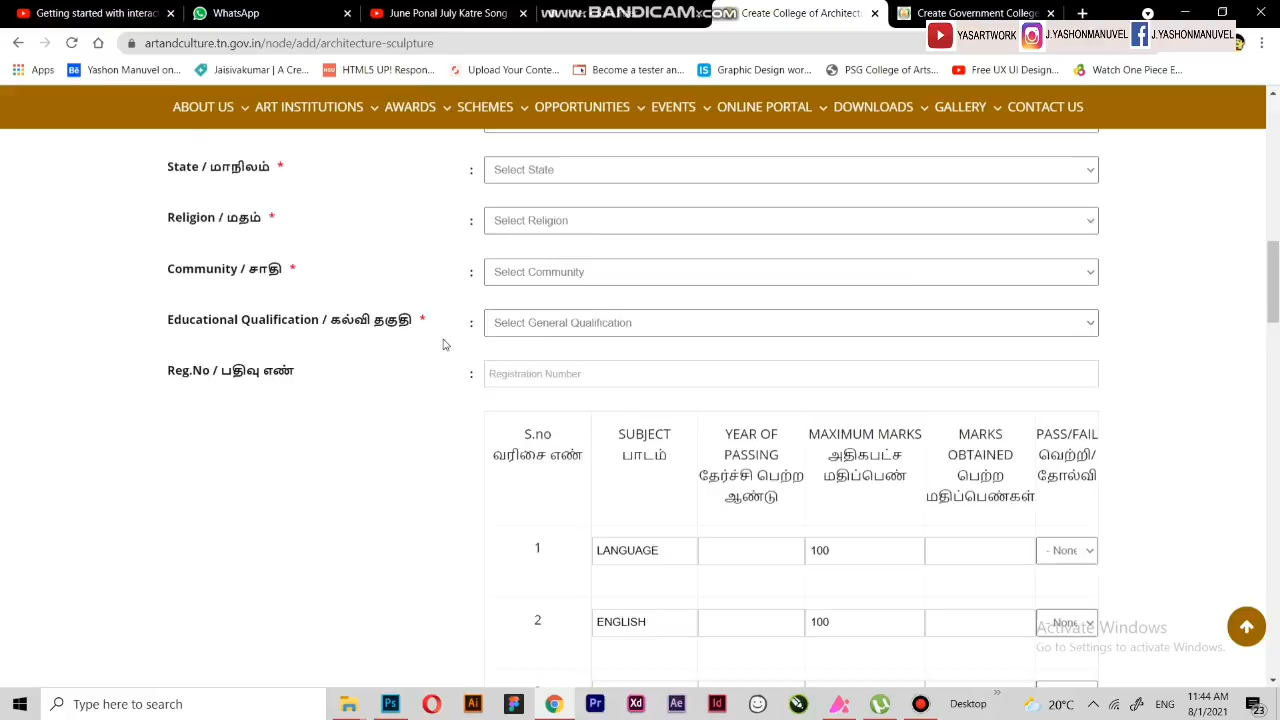 Getting Started with
WhatsApp
June Ponal July Katre Song
WWW.BANDICAM.COM
Create College of Architect
Create Government College
artandculture.tn.gov.in/node/add/architecture-sculpture
YASARTWORK
J.YASHONMANUVEL
J.YASHONMANUVEL
Apps
Yashon Manuvel on...
Jaisivakumar | A Cre...
HTML5 UP! Respon...
Upload Your Conte...
Become a tester an...
Graphic Design wor...
PSG College of Arts...
Free UX UI Design...
Watch One Piece E...
ABOUT US ART INSTITUTIONS AWARDS SCHEMES OPPORTUNITIES EVENTS ONLINE PORTAL DOWNLOADS GALLERY CONTACT US
State / மாநிலம் * : Select State
Religion / மதம் * : Select Religion
Community / சாதி * : Select Community
Educational Qualification / கல்வி தகுதி * : Select General Qualification
Reg.No / பதிவு எண் : Registration Number
S.no
வரிசை எண்
SUBJECT
பாடம்
YEAR OF
PASSING
தேர்ச்சி பெற்ற
ஆண்டு
MAXIMUM MARKS
அதிகபட்ச
மதிப்பெண்
MARKS
OBTAINED
பெற்ற
மதிப்பெண்கள்
PASS/FAIL
வெற்றி/
தோல்வி
1 LANGUAGE 100 - None
2 ENGLISH 100 - None
Activate Windows
Go to Settings to activate Windows.
Type here to search
Desktop
20°C
ENG
11:44 AM
8/1/2021
23